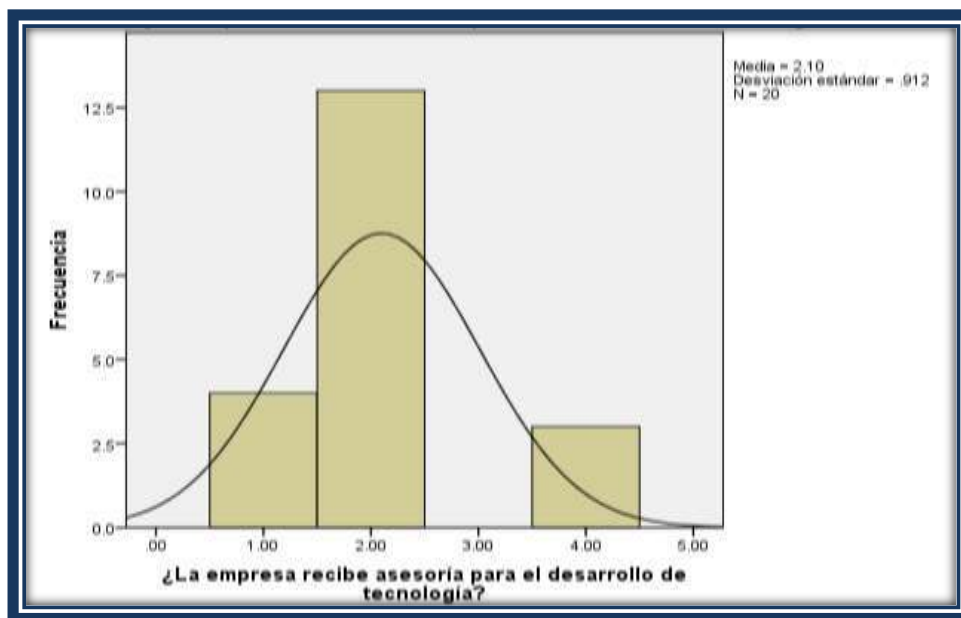 Media = 2.10
Desviación estándar = .912
N = 20
12.5
10.0
7.5
5.0
2.5
0.0
Frecuencia
.00 1.00 2.00 3.00 4.00 5.00
¿La empresa recibe asesoría para el desarrollo de
tecnología?